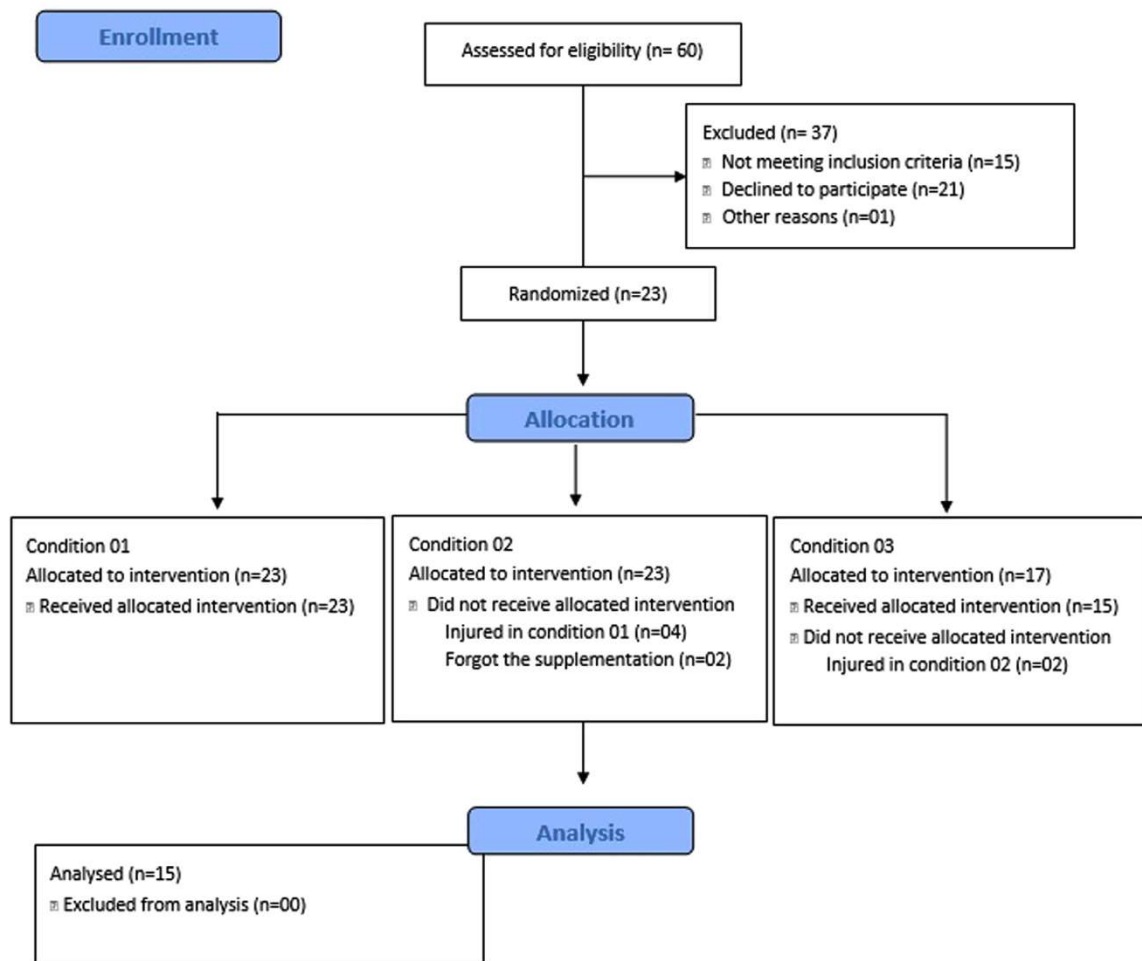 Enrollment
Assessed for eligibility (n= 60)
Excluded (n= 37)
Not meeting inclusion criteria (n=15)
Declined to participate (n=21)
Other reasons (n=01)
Randomized (n=23)
Allocation
Condition 01
Allocated to intervention (n=23)
Received allocated intervention (n=23)
Condition 02
Allocated to intervention (n=23)
Did not receive allocated intervention
Injured in condition 01 (n=04)
Forgot the supplementation (n=02)
Condition 03
Allocated to intervention (n=17)
Received allocated intervention (n=15)
Did not receive allocated intervention
Injured in condition 02 (n=02)
Analysis
Analysed (n=15)
Excluded from analysis (n=00)